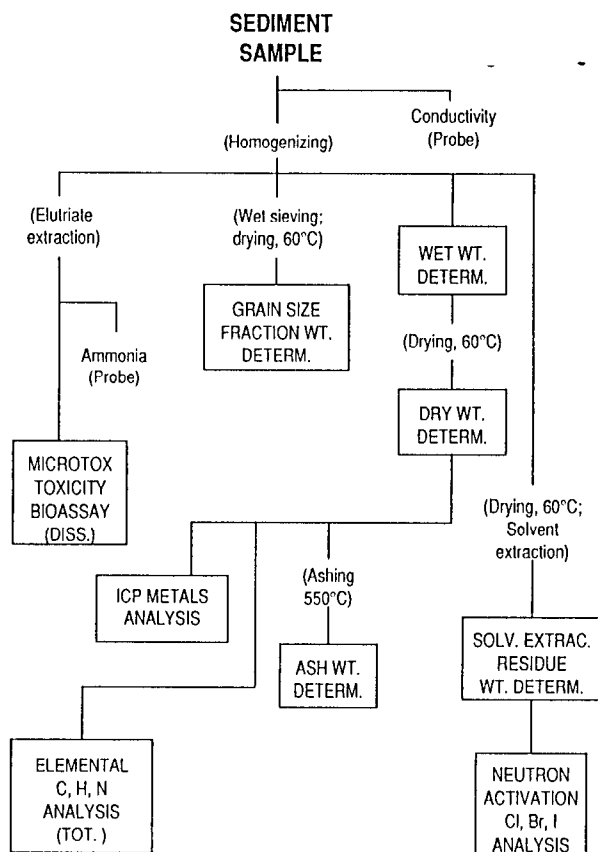 SEDIMENT
SAMPLE
Conductivity
(Probe)
(Homogenizing)
(Elutriate
extraction)
(Wet sieving;
drying, 60°C)
WET WT.
DETERM.
GRAIN SIZE
FRACTION WT.
DETERM.
Ammonia
(Probe)
(Drying, 60°C)
DRY WT.
DETERM.
MICROTOX
TOXICITY
BIOASSAY
(DISS.)
(Drying, 60°C;
Solvent
extraction)
ICP METALS
ANALYSIS
(Ashing
550°C)
ASH WT.
DETERM.
SOLV. EXTRAC.
RESIDUE
WT. DETERM.
ELEMENTAL
C, H, N
ANALYSIS
(TOT. )
NEUTRON
ACTIVATION
Cl, Br, I
ANALYSIS